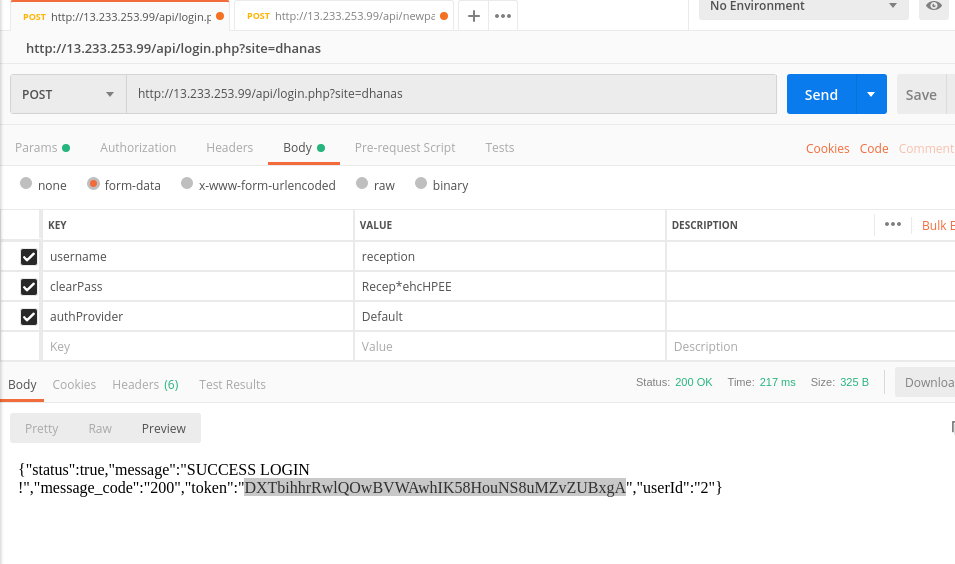 POST http://13.233.253.99/api/login.p POST http://13.233.253.99/api/newpa No Environment
http://13.233.253.99/api/login.php?site=dhanas
POST http://13.233.253.99/api/login.php?site=dhanas Send Save
Params Authorization Headers Body Pre-request Script Tests Cookies Code Comment
none form-data x-www-form-urlencoded raw binary
KEY VALUE DESCRIPTION Bulk E
username reception
clearPass Recep*ehcHPEE
authProvider Default
Key Value Description
Body Cookies Headers (6) Test Results Status: 200 OK Time: 217 ms Size: 325 B Downloa
Pretty Raw Preview
{"status":true,"message":"SUCCESS LOGIN
!","message_code":"200","token":"DXTbihhrRwlQOwBVWAwhIK58HouNS8uMZvZUBxgA","userId":"2"}